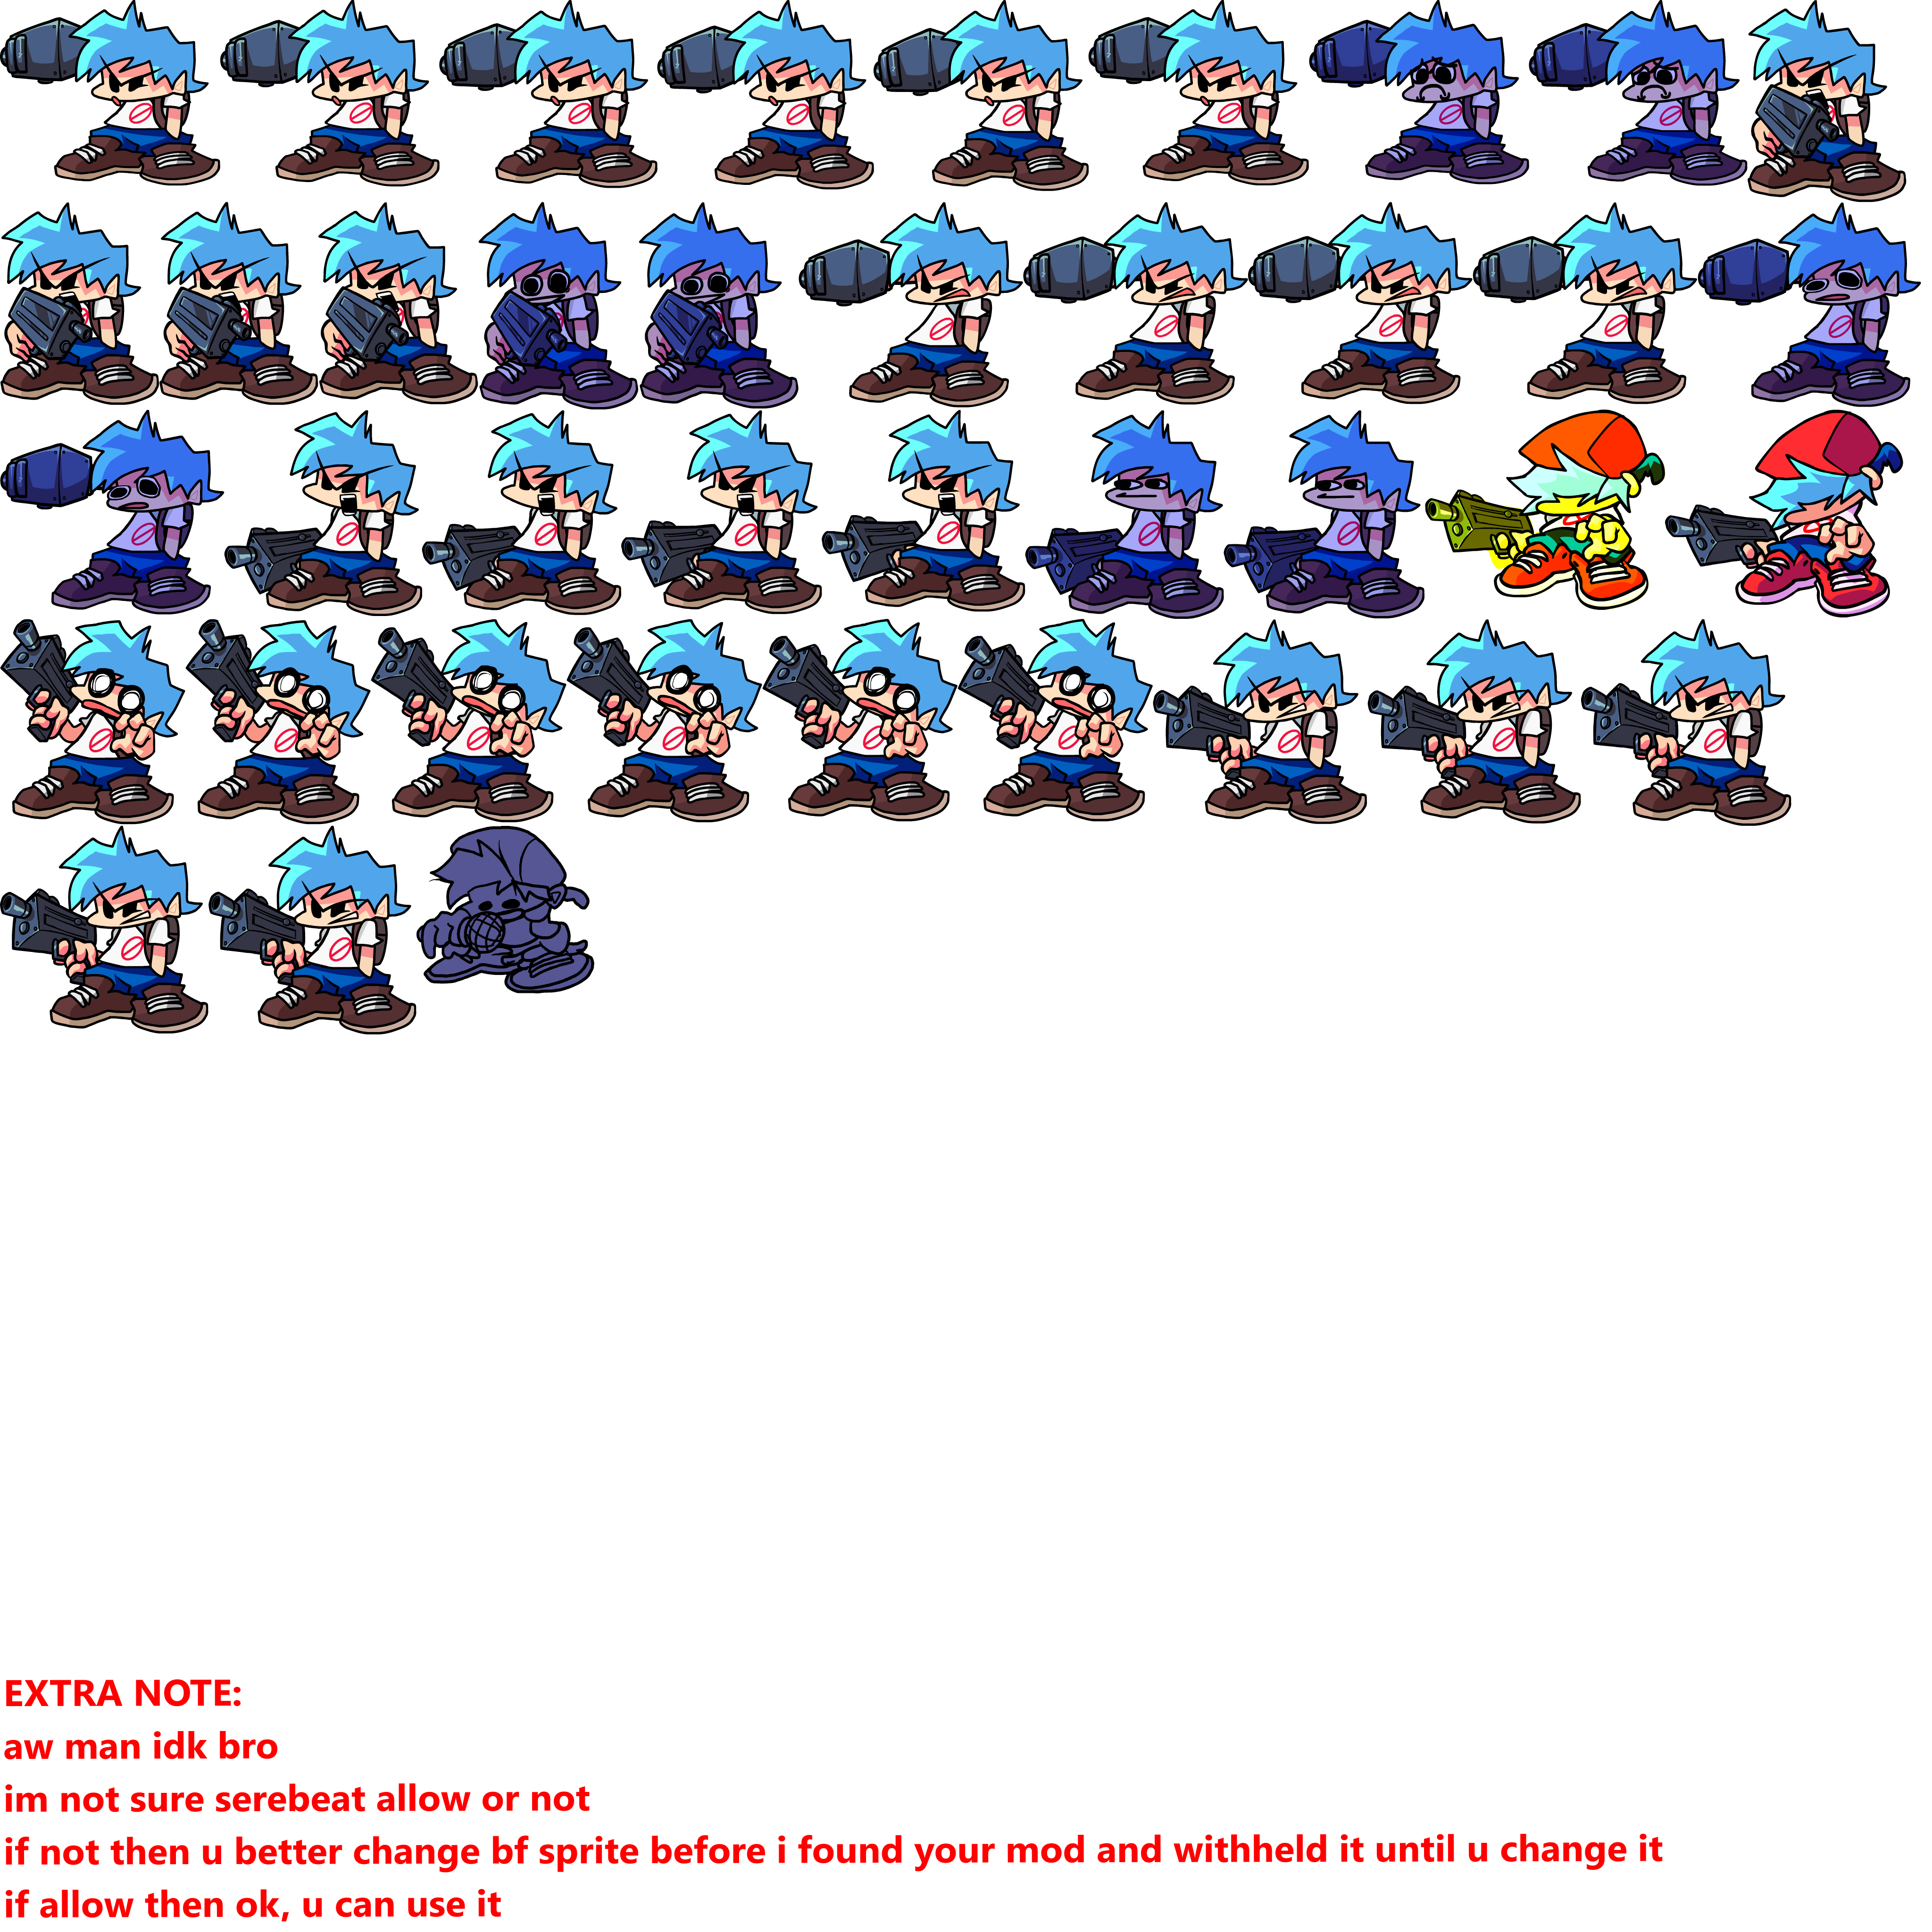 EXTRA NOTE:
aw man idk bro
im not sure serebeat allow or not
if not then u better change bf sprite before i found your mod and withheld it until u change it
if allow then ok, u can use it